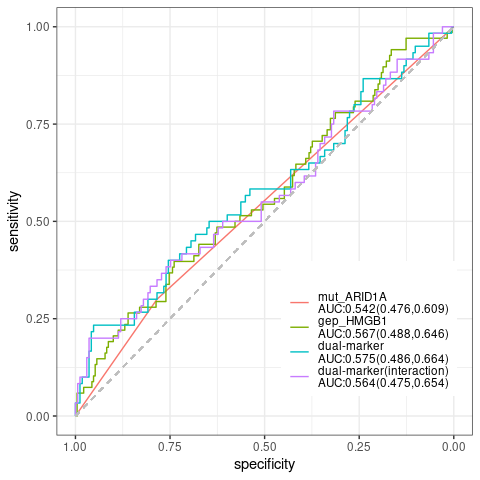 1.00
0.75
0.50
0.25
0.00
sensitivity
mut_ARID1A
AUC:0.542(0.476,0.609)
gep_HMGB1
AUC:0.567(0.488,0.646)
dual-marker
AUC:0.575(0.486,0.664)
dual-marker(interaction)
AUC:0.564(0.475,0.654)
1.00 0.75 0.50 0.25 0.00
specificity